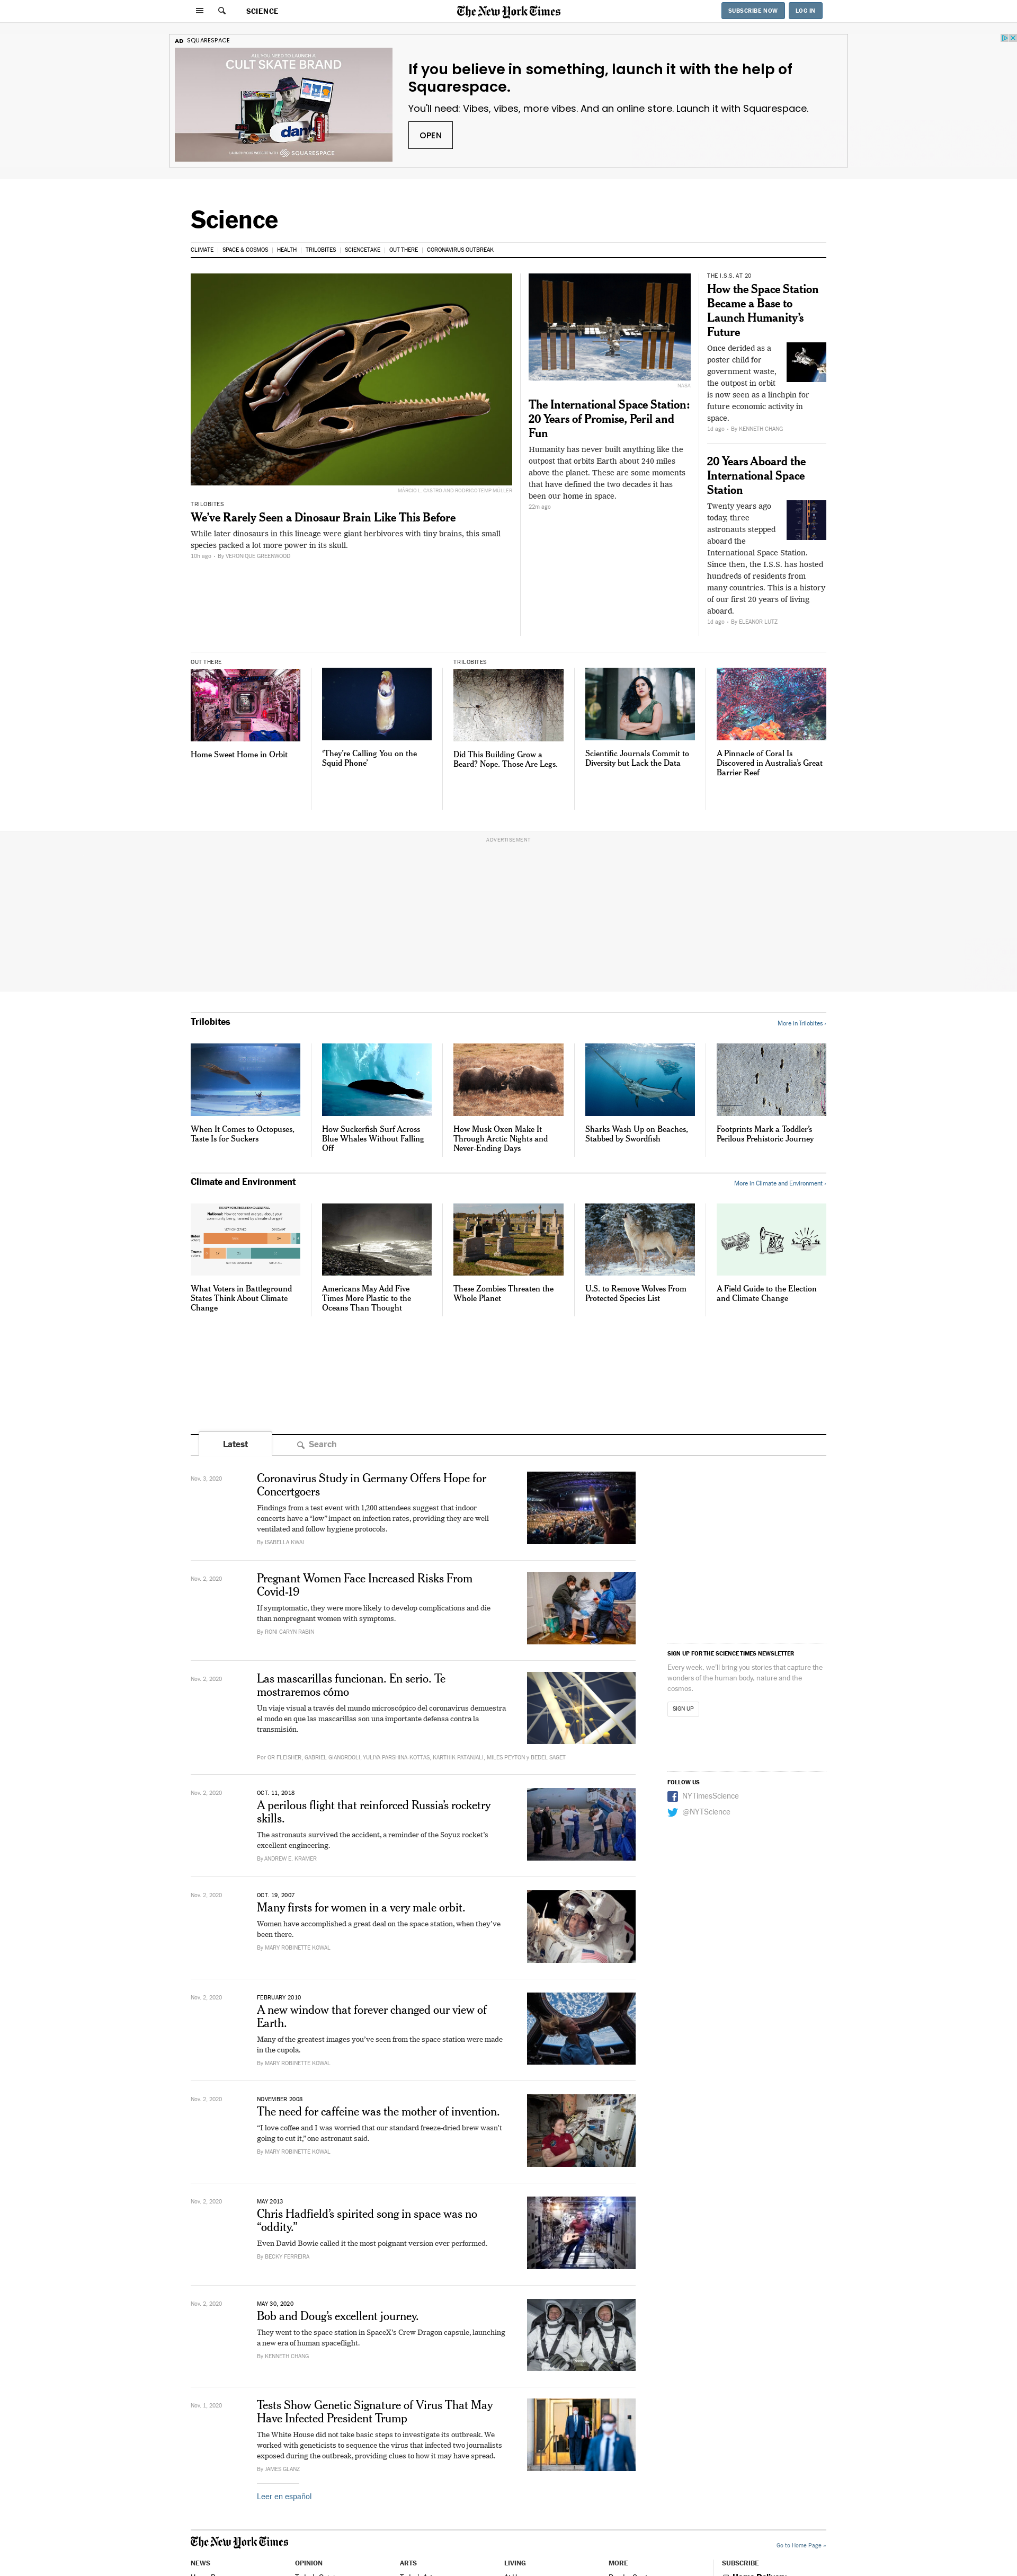 SCIENCE
The New York Times
SUBSCRIBE NOW
LOG IN
AD SQUARESPACE
ALL YOU NEED TO LAUNCH A
CULT SKATE BRAND
dan
SQUARESPACE
If you believe in something, launch it with the help of
Squarespace.
You'll need: Vibes, vibes, more vibes. And an online store. Launch it with Squarespace.
OPEN
Science
CLIMATE
SPACE & COSMOS
HEALTH
TRILOBITES
SCIENCETAKE
OUT THERE
CORONAVIRUS OUTBREAK
MÁRCIO L. CASTRO AND RODRIGO TEMP MÜLLER
TRILOBITES
We’ve Rarely Seen a Dinosaur Brain Like This Before
While later dinosaurs in this lineage were giant herbivores with tiny brains, this small
species packed a lot more power in its skull.
10h ago - By VERONIQUE GREENWOOD
NASA
The International Space Station:
20 Years of Promise, Peril and
Fun
Humanity has never built anything like the
outpost that orbits Earth about 240 miles
above the planet. These are some moments
that have defined the two decades it has
been our home in space.
22m ago
THE I.S.S. AT 20
How the Space Station
Became a Base to
Launch Humanity’s
Future
Once derided as a
poster child for
government waste,
the outpost in orbit
is now seen as a linchpin for
future economic activity in
space.
1d ago - By KENNETH CHANG
20 Years Aboard the
International Space
Station
Twenty years ago
today, three
astronauts stepped
aboard the
International Space Station.
Since then, the I.S.S. has hosted
hundreds of residents from
many countries. This is a history
of our first 20 years of living
aboard.
1d ago - By ELEANOR LUTZ
OUT THERE
Home Sweet Home in Orbit
‘They’re Calling You on the
Squid Phone’
TRILOBITES
Did This Building Grow a
Beard? Nope. Those Are Legs.
Scientific Journals Commit to
Diversity but Lack the Data
A Pinnacle of Coral Is
Discovered in Australia’s Great
Barrier Reef
ADVERTISEMENT
Trilobites
More in Trilobites ›
When It Comes to Octopuses,
Taste Is for Suckers
How Suckerfish Surf Across
Blue Whales Without Falling
Off
How Musk Oxen Make It
Through Arctic Nights and
Never-Ending Days
Sharks Wash Up on Beaches,
Stabbed by Swordfish
Footprints Mark a Toddler’s
Perilous Prehistoric Journey
Climate and Environment
More in Climate and Environment ›
What Voters in Battleground
States Think About Climate
Change
Americans May Add Five
Times More Plastic to the
Oceans Than Thought
These Zombies Threaten the
Whole Planet
U.S. to Remove Wolves From
Protected Species List
A Field Guide to the Election
and Climate Change
Latest
Search
Nov. 3, 2020
Coronavirus Study in Germany Offers Hope for
Concertgoers
Findings from a test event with 1,200 attendees suggest that indoor
concerts have a “low” impact on infection rates, providing they are well
ventilated and follow hygiene protocols.
By ISABELLA KWAI
Nov. 2, 2020
Pregnant Women Face Increased Risks From
Covid-19
If symptomatic, they were more likely to develop complications and die
than nonpregnant women with symptoms.
By RONI CARYN RABIN
Nov. 2, 2020
Las mascarillas funcionan. En serio. Te
mostraremos cómo
Un viaje visual a través del mundo microscópico del coronavirus demuestra
el modo en que las mascarillas son una importante defensa contra la
transmisión.
Por OR FLEISHER, GABRIEL GIANORDOLI, YULIYA PARSHINA-KOTTAS, KARTHIK PATANJALI, MILES PEYTON y BEDEL SAGET
SIGN UP FOR THE SCIENCE TIMES NEWSLETTER
Every week, we'll bring you stories that capture the
wonders of the human body, nature and the
cosmos.
SIGN UP
FOLLOW US
NYTimesScience
@NYTScience
Nov. 2, 2020
OCT. 11, 2018
A perilous flight that reinforced Russia’s rocketry
skills.
The astronauts survived the accident, a reminder of the Soyuz rocket’s
excellent engineering.
By ANDREW E. KRAMER
Nov. 2, 2020
OCT. 19, 2007
Many firsts for women in a very male orbit.
Women have accomplished a great deal on the space station, when they’ve
been there.
By MARY ROBINETTE KOWAL
Nov. 2, 2020
FEBRUARY 2010
A new window that forever changed our view of
Earth.
Many of the greatest images you’ve seen from the space station were made
in the cupola.
By MARY ROBINETTE KOWAL
Nov. 2, 2020
NOVEMBER 2008
The need for caffeine was the mother of invention.
“I love coffee and I was worried that our standard freeze-dried brew wasn’t
going to cut it,” one astronaut said.
By MARY ROBINETTE KOWAL
Nov. 2, 2020
MAY 2013
Chris Hadfield’s spirited song in space was no
“oddity.”
Even David Bowie called it the most poignant version ever performed.
By BECKY FERREIRA
Nov. 2, 2020
MAY 30, 2020
Bob and Doug’s excellent journey.
They went to the space station in SpaceX’s Crew Dragon capsule, launching
a new era of human spaceflight.
By KENNETH CHANG
Nov. 1, 2020
Tests Show Genetic Signature of Virus That May
Have Infected President Trump
The White House did not take basic steps to investigate its outbreak. We
worked with geneticists to sequence the virus that infected two journalists
exposed during the outbreak, providing clues to how it may have spread.
By JAMES GLANZ
Leer en español
The New York Times
Go to Home Page »
NEWS
OPINION
ARTS
LIVING
MORE
SUBSCRIBE